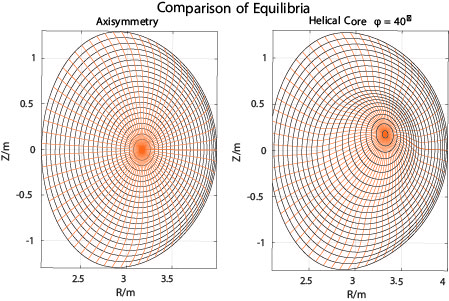 Comparison of Equilibria
Axisymmetry
1
0.5
0
-0.5
-1
Z/m
2.5 3 3.5
R/m
Helical Core φ = 40
1
0.5
0
-0.5
-1
Z/m
2.5 3 3.5 4
R/m